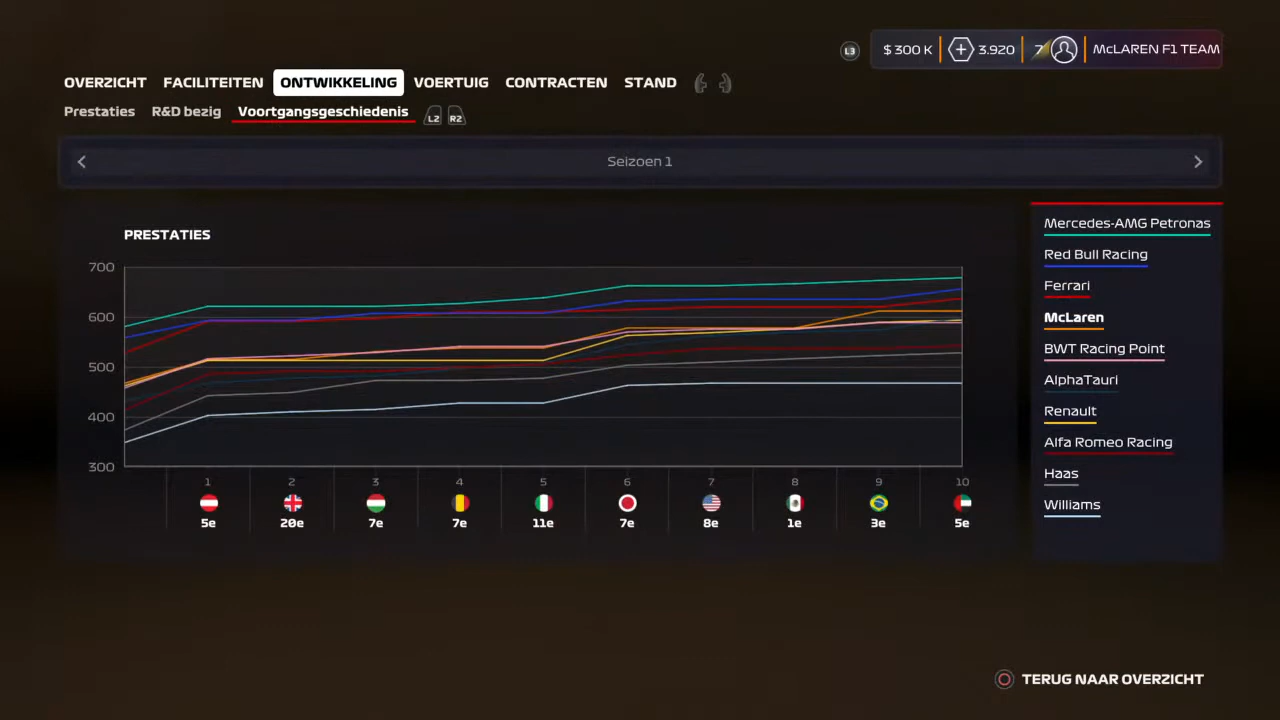 L3 $ 300 K 3.920 7 McLAREN F1 TEAM
OVERZICHT FACILITEITEN ONTWIKKELING VOERTUIG CONTRACTEN STAND
Prestaties R&D bezig Voortgangsgeschiedenis L2 R2
Seizoen 1
PRESTATIES
700
600
500
400
300
1 2 3 4 5 6 7 8 9 10
5e 20e 7e 7e 11e 7e 8e 1e 3e 5e
Mercedes-AMG Petronas
Red Bull Racing
Ferrari
McLaren
BWT Racing Point
AlphaTauri
Renault
Alfa Romeo Racing
Haas
Williams
TERUG NAAR OVERZICHT